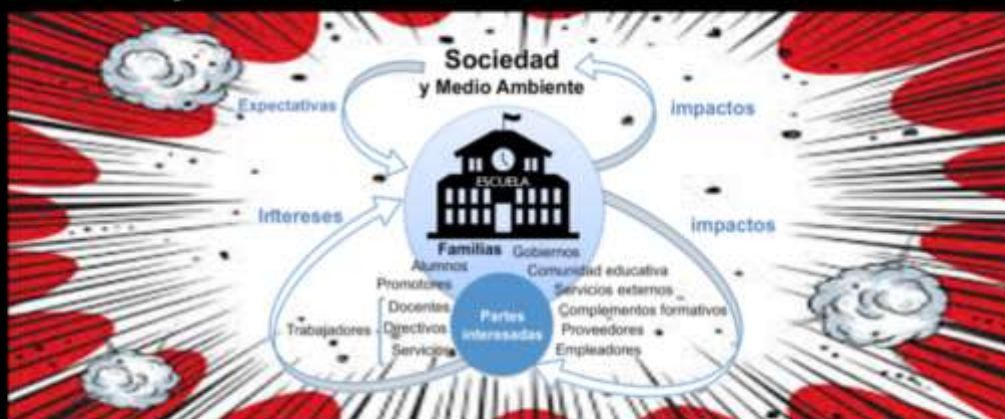 Sociedad
y Medio Ambiente
Expectativas
impactos
ESCUELA
Intereses
impactos
Familias
Gobiernos
Alumnos
Comunidad educativa
Promotores
Servicios externos
Docentes
Complementos formativos
Trabajadores
Directivos
Partes
interesadas
Proveedores
Servicios
Empleadores